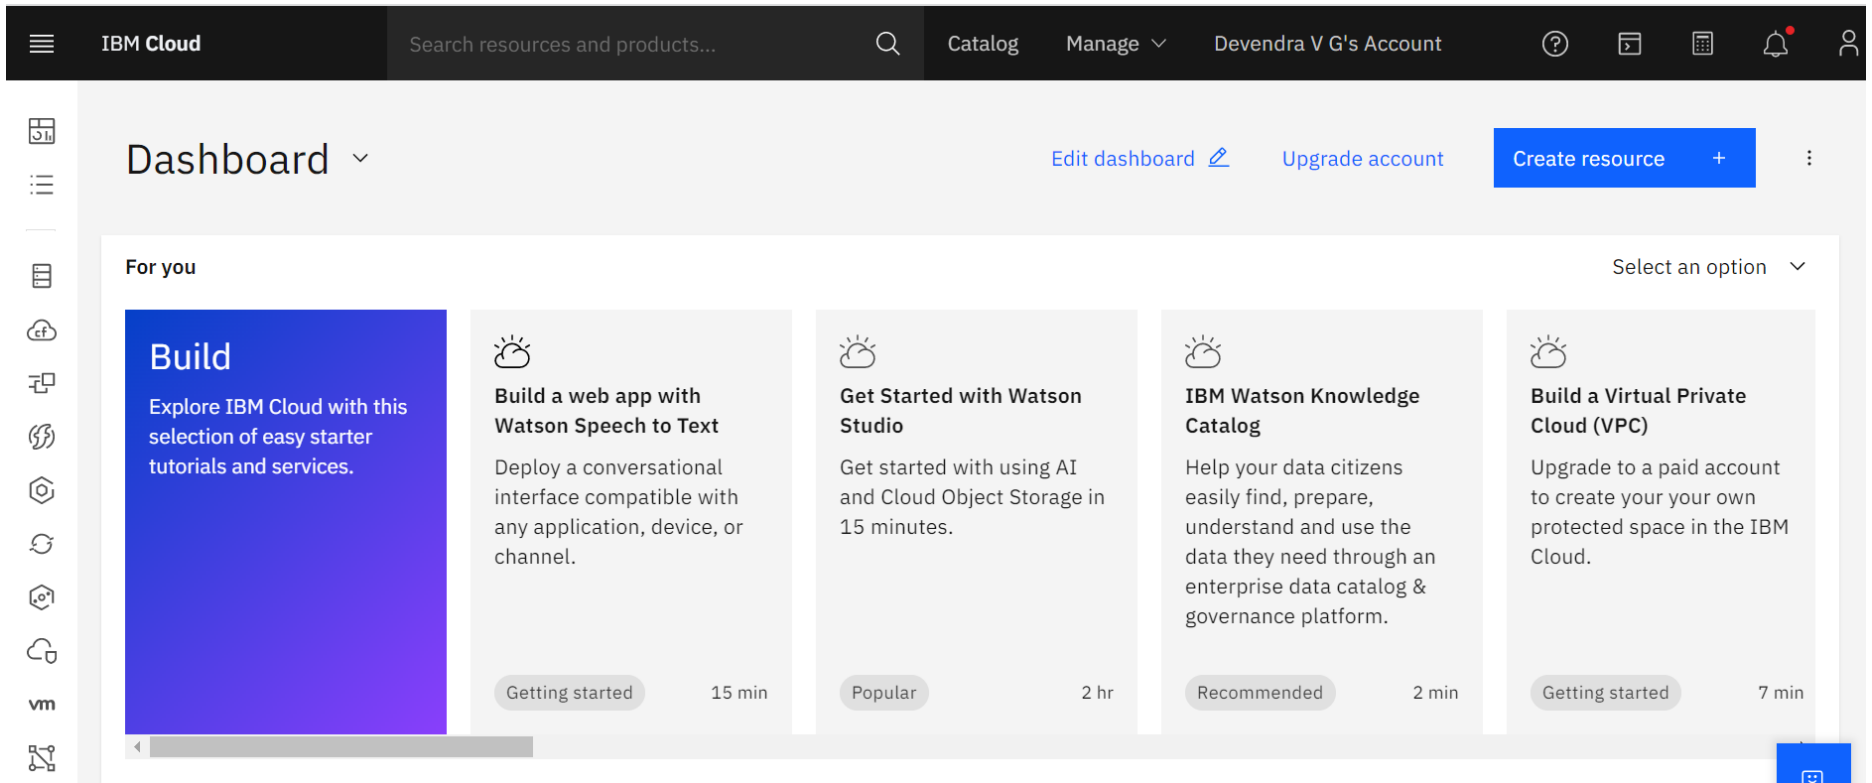 IBM Cloud
Search resources and products...
Catalog
Manage
Devendra V G's Account
Dashboard
Edit dashboard
Upgrade account
Create resource +
For you
Select an option
Build
Explore IBM Cloud with this
selection of easy starter
tutorials and services.
Build a web app with
Watson Speech to Text
Deploy a conversational
interface compatible with
any application, device, or
channel.
Getting started
15 min
Get Started with Watson
Studio
Get started with using AI
and Cloud Object Storage in
15 minutes.
Popular
2 hr
IBM Watson Knowledge
Catalog
Help your data citizens
easily find, prepare,
understand and use the
data they need through an
enterprise data catalog &
governance platform.
Recommended
2 min
Build a Virtual Private
Cloud (VPC)
Upgrade to a paid account
to create your your own
protected space in the IBM
Cloud.
Getting started
7 min
cf
vm